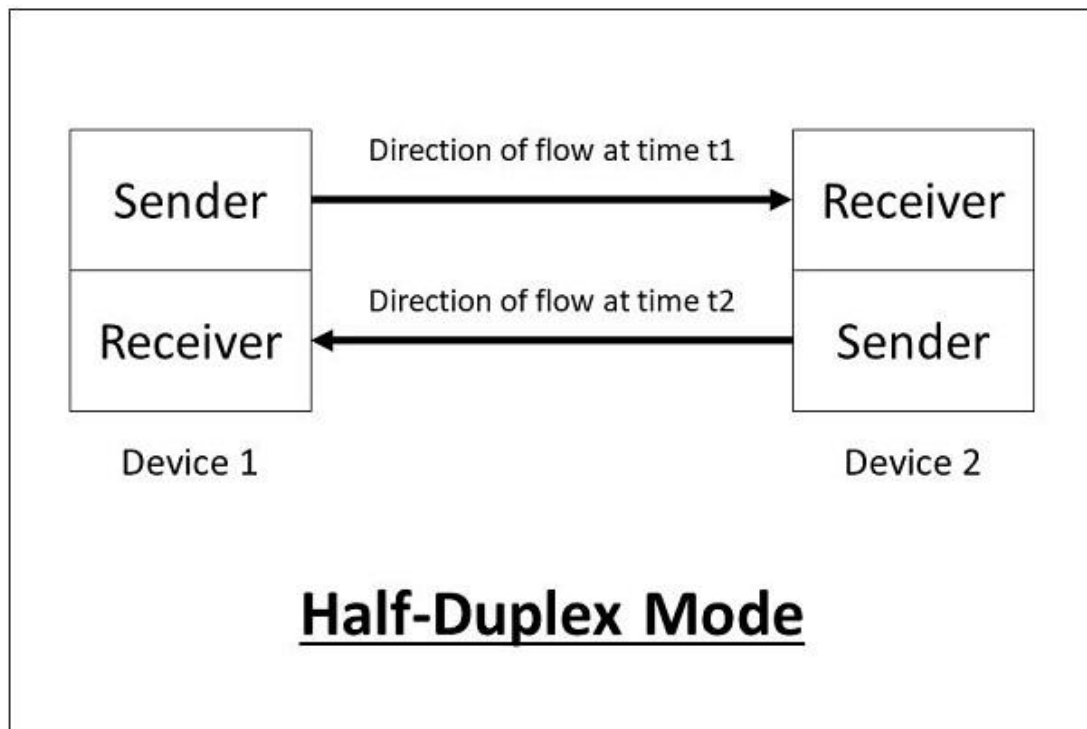 Direction of flow at time t1
Sender
Receiver
Direction of flow at time t2
Receiver
Sender
Device 1
Device 2
Half-Duplex Mode